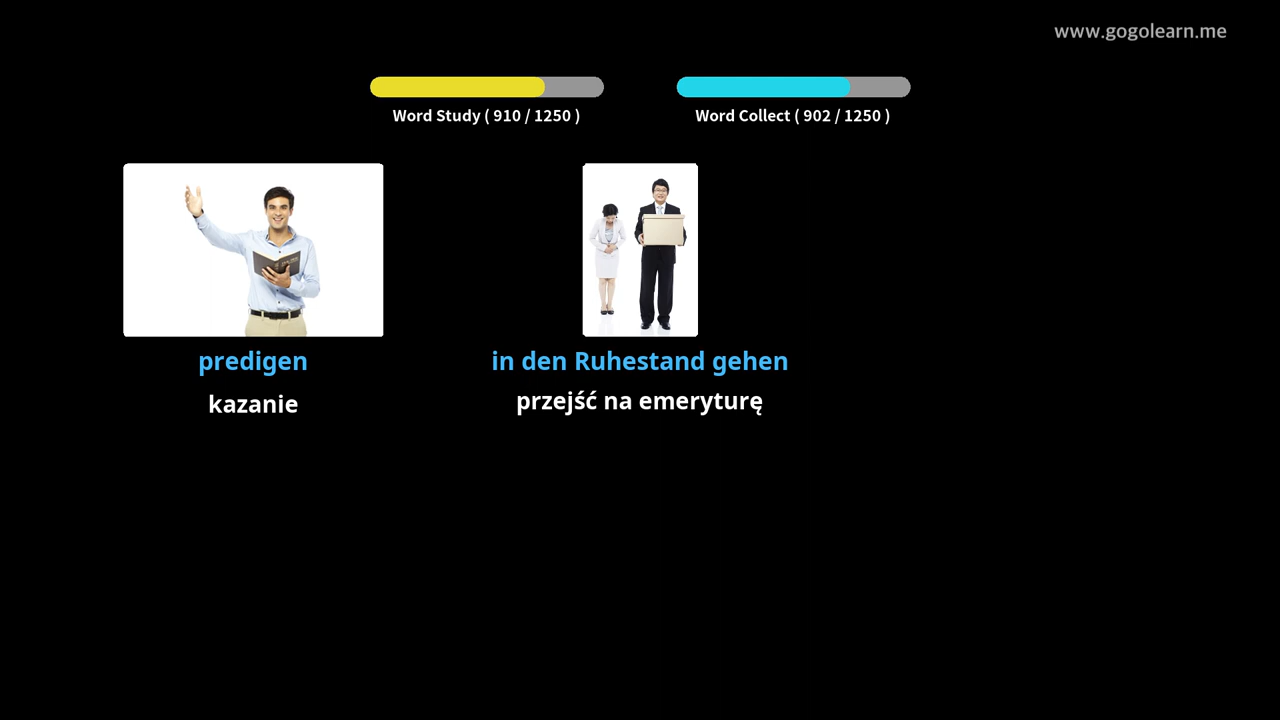 www.gogolearn.me
Word Study ( 910 / 1250 )
Word Collect ( 902 / 1250 )
predigen
kazanie
in den Ruhestand gehen
przejść na emeryturę